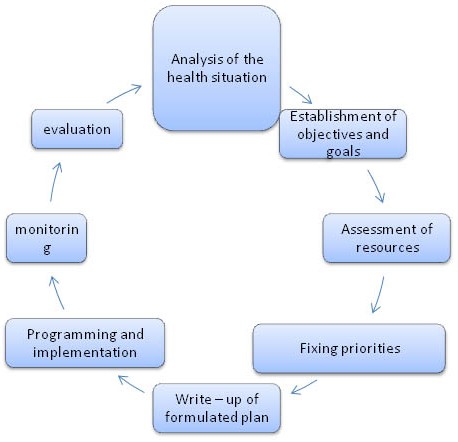 Analysis of the
health situation
Establishment of
objectives and
goals
Assessment of
resources
Fixing priorities
Write – up of
formulated plan
Programming and
implementation
monitorin
g
evaluation